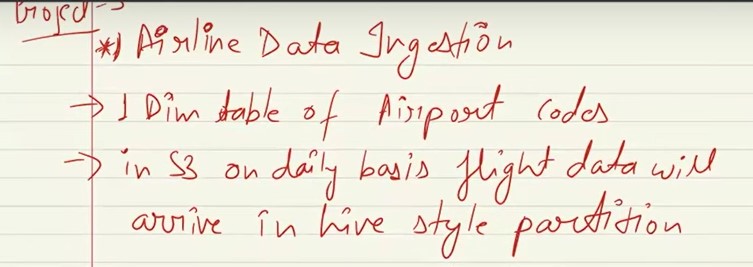 Project-3
*) Airline Data Ingestion
→ 1 Dim table of Airport codes
→ in S3 on daily basis flight data will
arrive in hive style partition